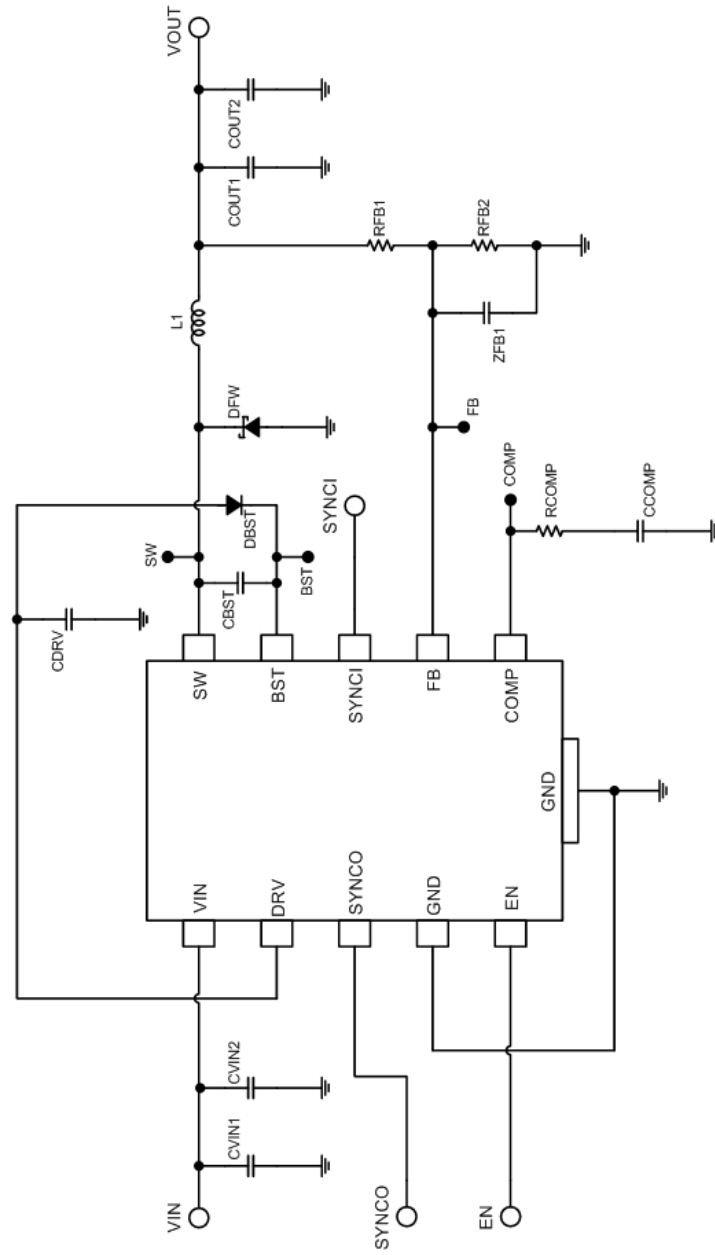 VOUT
COUT2
COUT1
RFB1
RFB2
ZFB1
L1
DFW
FB
COMP
RCOMP
CCOMP
SYNCI
DBST
SW
BST
CBST
CDRV
SW
BST
SYNCI
FB
COMP
GND
VIN
DRV
SYNCO
GND
EN
CVIN2
CVIN1
VIN
SYNCO
EN